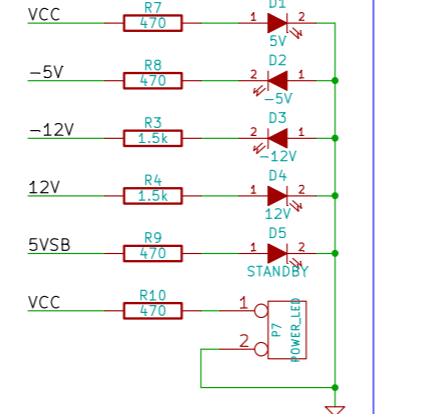 VCC R7 470 1 D1 2 5V
-5V R8 470 2 D2 1 -5V
-12V R3 1.5k 2 D3 1 -12V
12V R4 1.5k 1 D4 2 12V
5VSB R9 470 1 D5 2 STANDBY
VCC R10 470 1
2
P7 POWER_LED